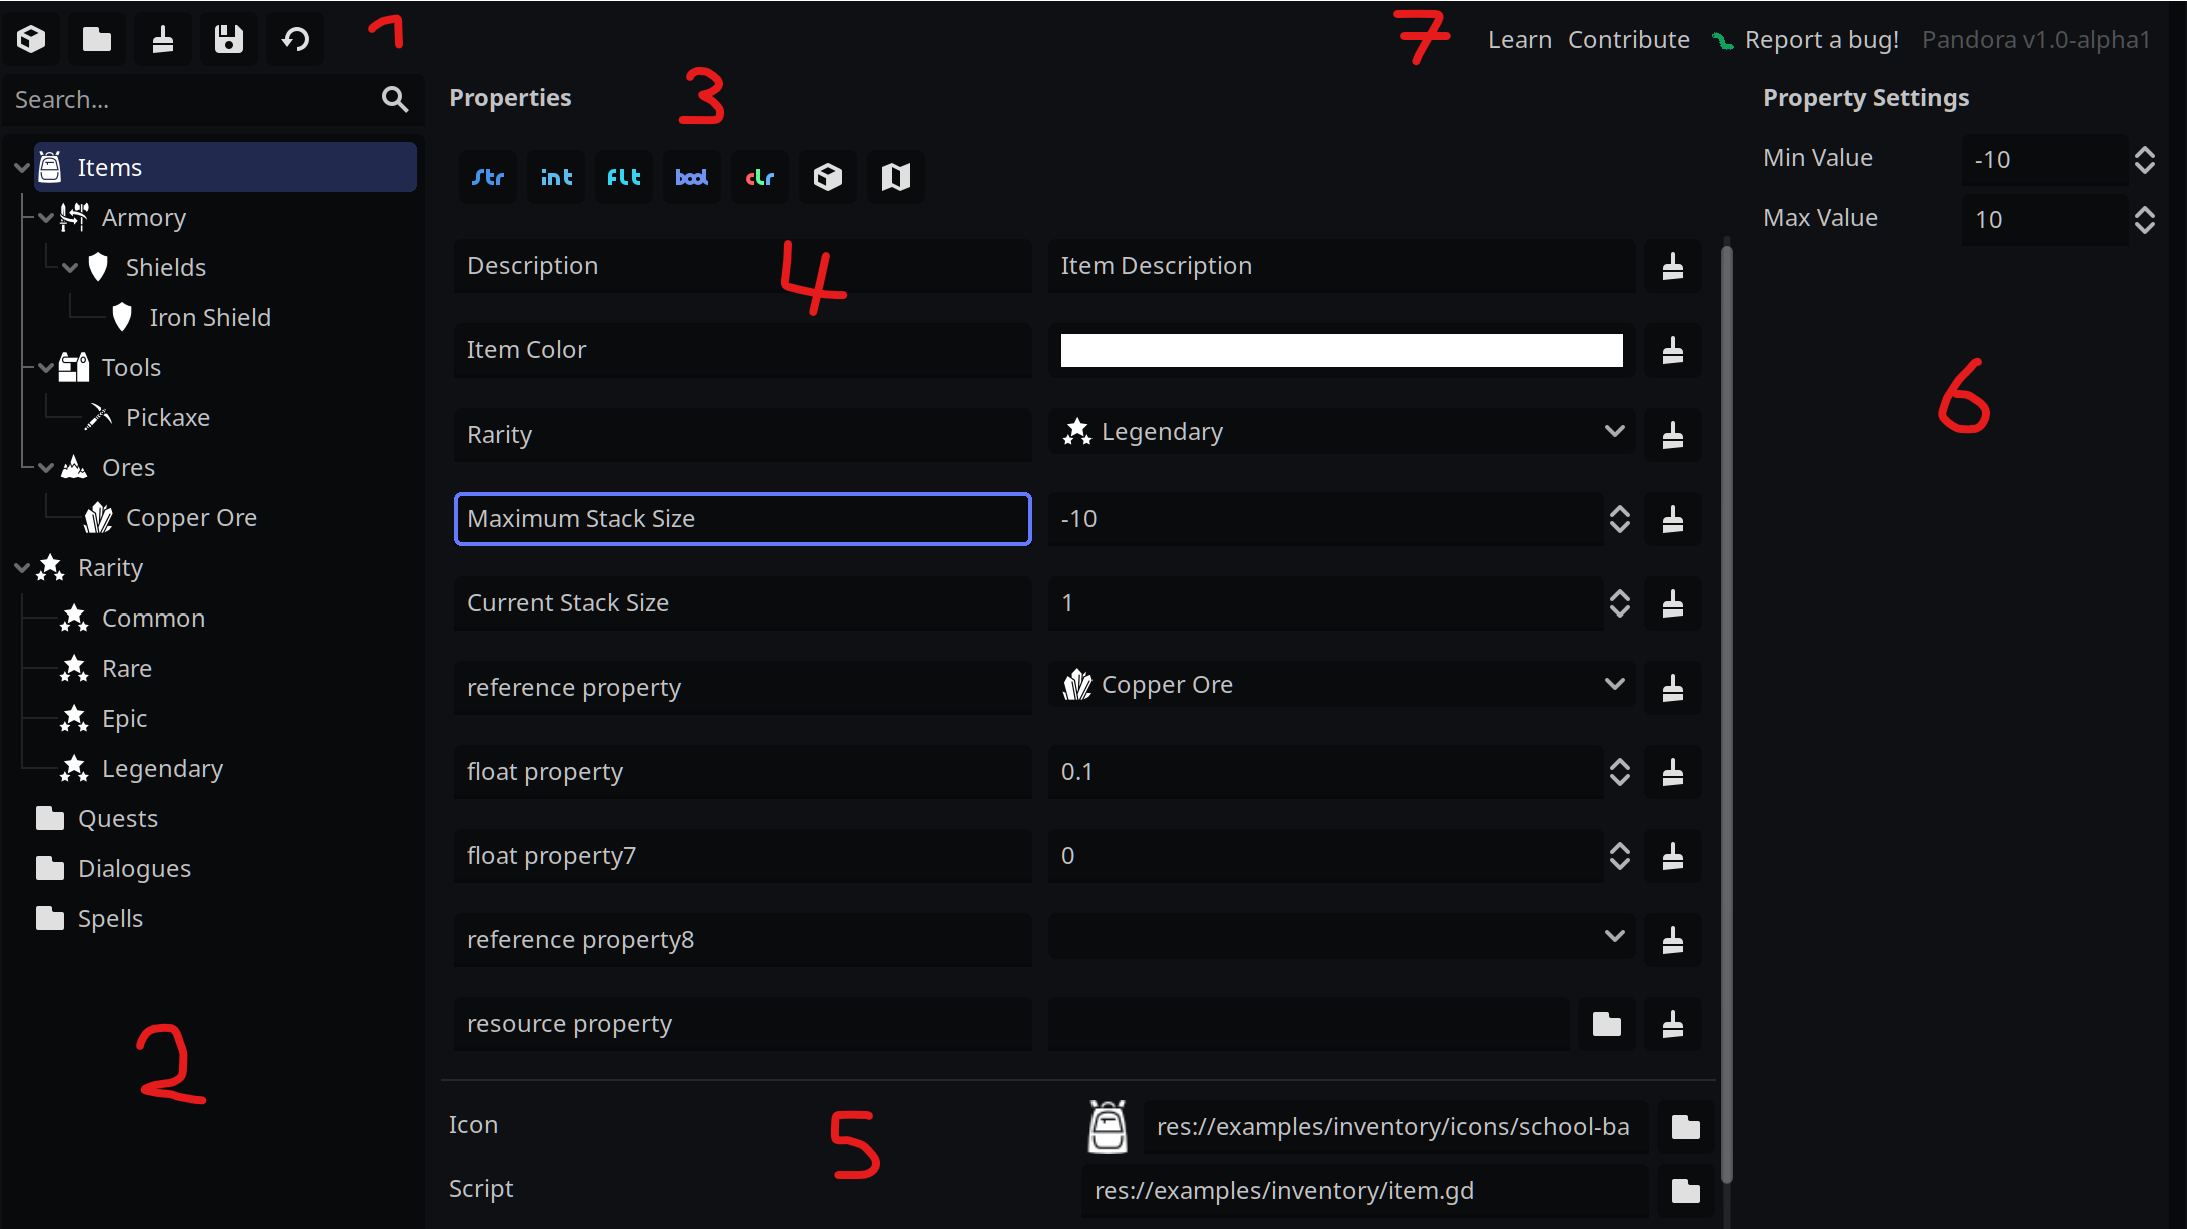 1
7
Learn Contribute Report a bug! Pandora v1.0-alpha1
Search...
Items
Armory
Shields
Iron Shield
Tools
Pickaxe
Ores
Copper Ore
Rarity
Common
Rare
Epic
Legendary
Quests
Dialogues
Spells
2
Properties
3
str int flt bool clr
4
Description Item Description
Item Color
Rarity Legendary
Maximum Stack Size -10
Current Stack Size 1
reference property Copper Ore
float property 0.1
float property7 0
reference property8
resource property
5
Icon res://examples/inventory/icons/school-ba
Script res://examples/inventory/item.gd
Property Settings
Min Value -10
Max Value 10
6